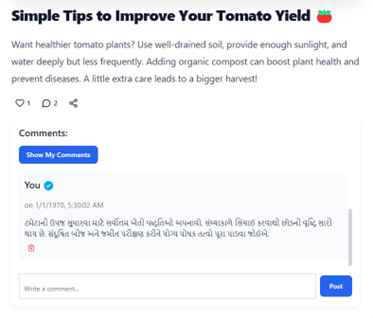 Simple Tips to Improve Your Tomato Yield 🍅
Want healthier tomato plants? Use well-drained soil, provide enough sunlight, and
water deeply but less frequently. Adding organic compost can boost plant health and
prevent diseases. A little extra care leads to a bigger harvest!
1 2
Comments:
Show My Comments
You
on 1/1/1970, 5:30:02 AM
ટમેટાની ઉપજ સુધારવા માટે સર્વોત્તમ ખેતી પદ્ધતિઓ અપનાવો. સંધ્યાકાળે સિંચાઈ કરવાથી છોડની વૃદ્ધિ સારી
થાય છે. સંતુષ્ટિત બીજ અને જમીન પરીક્ષણ કરીને યોગ્ય પોષક તત્વો પૂરા પાડવા જોઈએ.
Write a comment...
Post